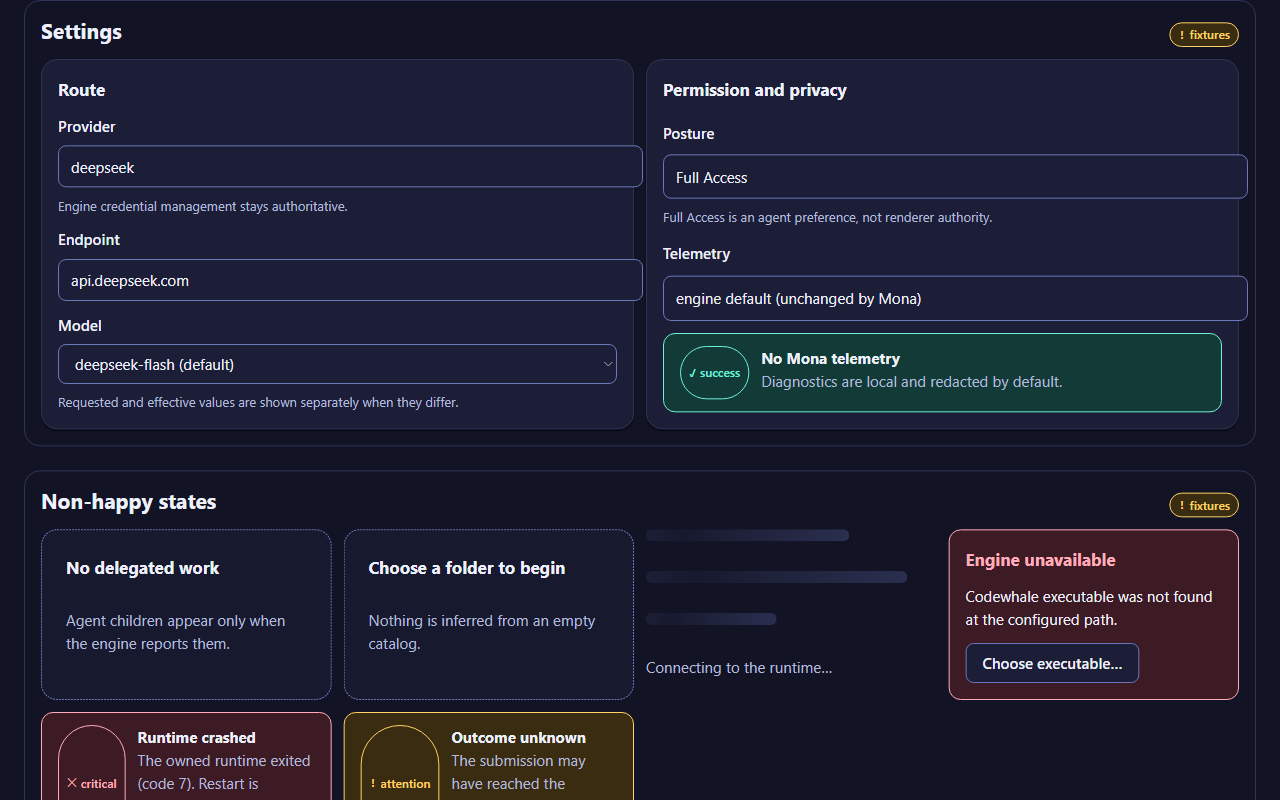 Settings
! fixtures
Route
Provider
deepseek
Engine credential management stays authoritative.
Endpoint
api.deepseek.com
Model
deepseek-flash (default)
Requested and effective values are shown separately when they differ.
Permission and privacy
Posture
Full Access
Full Access is an agent preference, not renderer authority.
Telemetry
engine default (unchanged by Mona)
✓ success
No Mona telemetry
Diagnostics are local and redacted by default.
Non-happy states
! fixtures
No delegated work
Agent children appear only when
the engine reports them.
Choose a folder to begin
Nothing is inferred from an empty
catalog.
Connecting to the runtime...
Engine unavailable
Codewhale executable was not found
at the configured path.
Choose executable...
✕ critical
Runtime crashed
The owned runtime exited
(code 7). Restart is
! attention
Outcome unknown
The submission may
have reached the